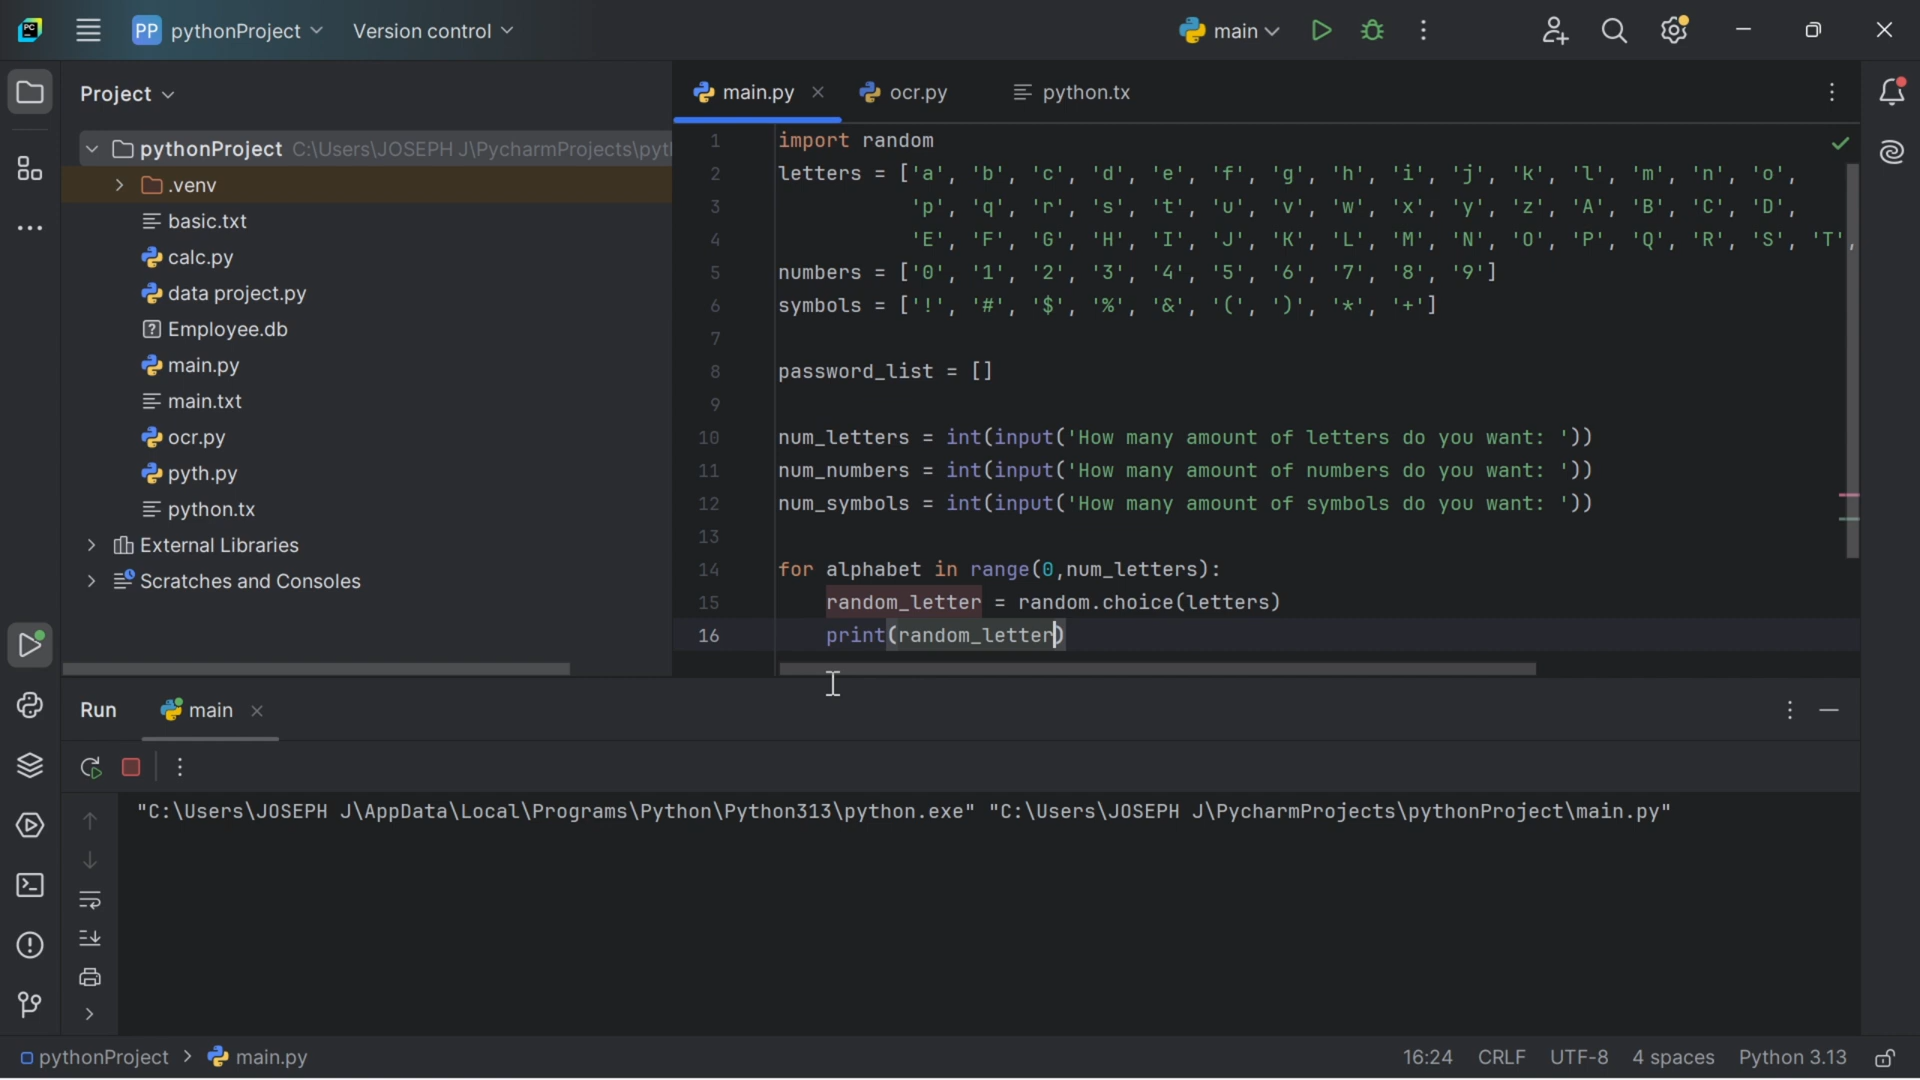 PC
PP pythonProject
Version control
main
Project
main.py
ocr.py
python.tx
pythonProject C:\Users\JOSEPH J\PycharmProjects\pyt
.venv
basic.txt
calc.py
data project.py
Employee.db
main.py
main.txt
ocr.py
pyth.py
python.tx
External Libraries
Scratches and Consoles
1 import random
2 letters = ['a', 'b', 'c', 'd', 'e', 'f', 'g', 'h', 'i', 'j', 'k', 'l', 'm', 'n', 'o',
3 'p', 'q', 'r', 's', 't', 'u', 'v', 'w', 'x', 'y', 'z', 'A', 'B', 'C', 'D',
4 'E', 'F', 'G', 'H', 'I', 'J', 'K', 'L', 'M', 'N', 'O', 'P', 'Q', 'R', 'S', 'T',
5 numbers = ['0', '1', '2', '3', '4', '5', '6', '7', '8', '9']
6 symbols = ['!', '#', '$', '%', '&', '(', ')', '*', '+']
7
8 password_list = []
9
10 num_letters = int(input('How many amount of letters do you want: '))
11 num_numbers = int(input('How many amount of numbers do you want: '))
12 num_symbols = int(input('How many amount of symbols do you want: '))
13
14 for alphabet in range(0,num_letters):
15 random_letter = random.choice(letters)
16 print(random_letter)
Run
main
"C:\Users\JOSEPH J\AppData\Local\Programs\Python\Python313\python.exe" "C:\Users\JOSEPH J\PycharmProjects\pythonProject\main.py"
pythonProject > main.py
16:24 CRLF UTF-8 4 spaces Python 3.13